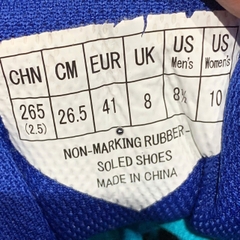 CHN CM EUR UK US Men's US Women's
265 (2.5) 26.5 41 8 8½ 10
NON-MARKING RUBBER-
SOLED SHOES
MADE IN CHINA